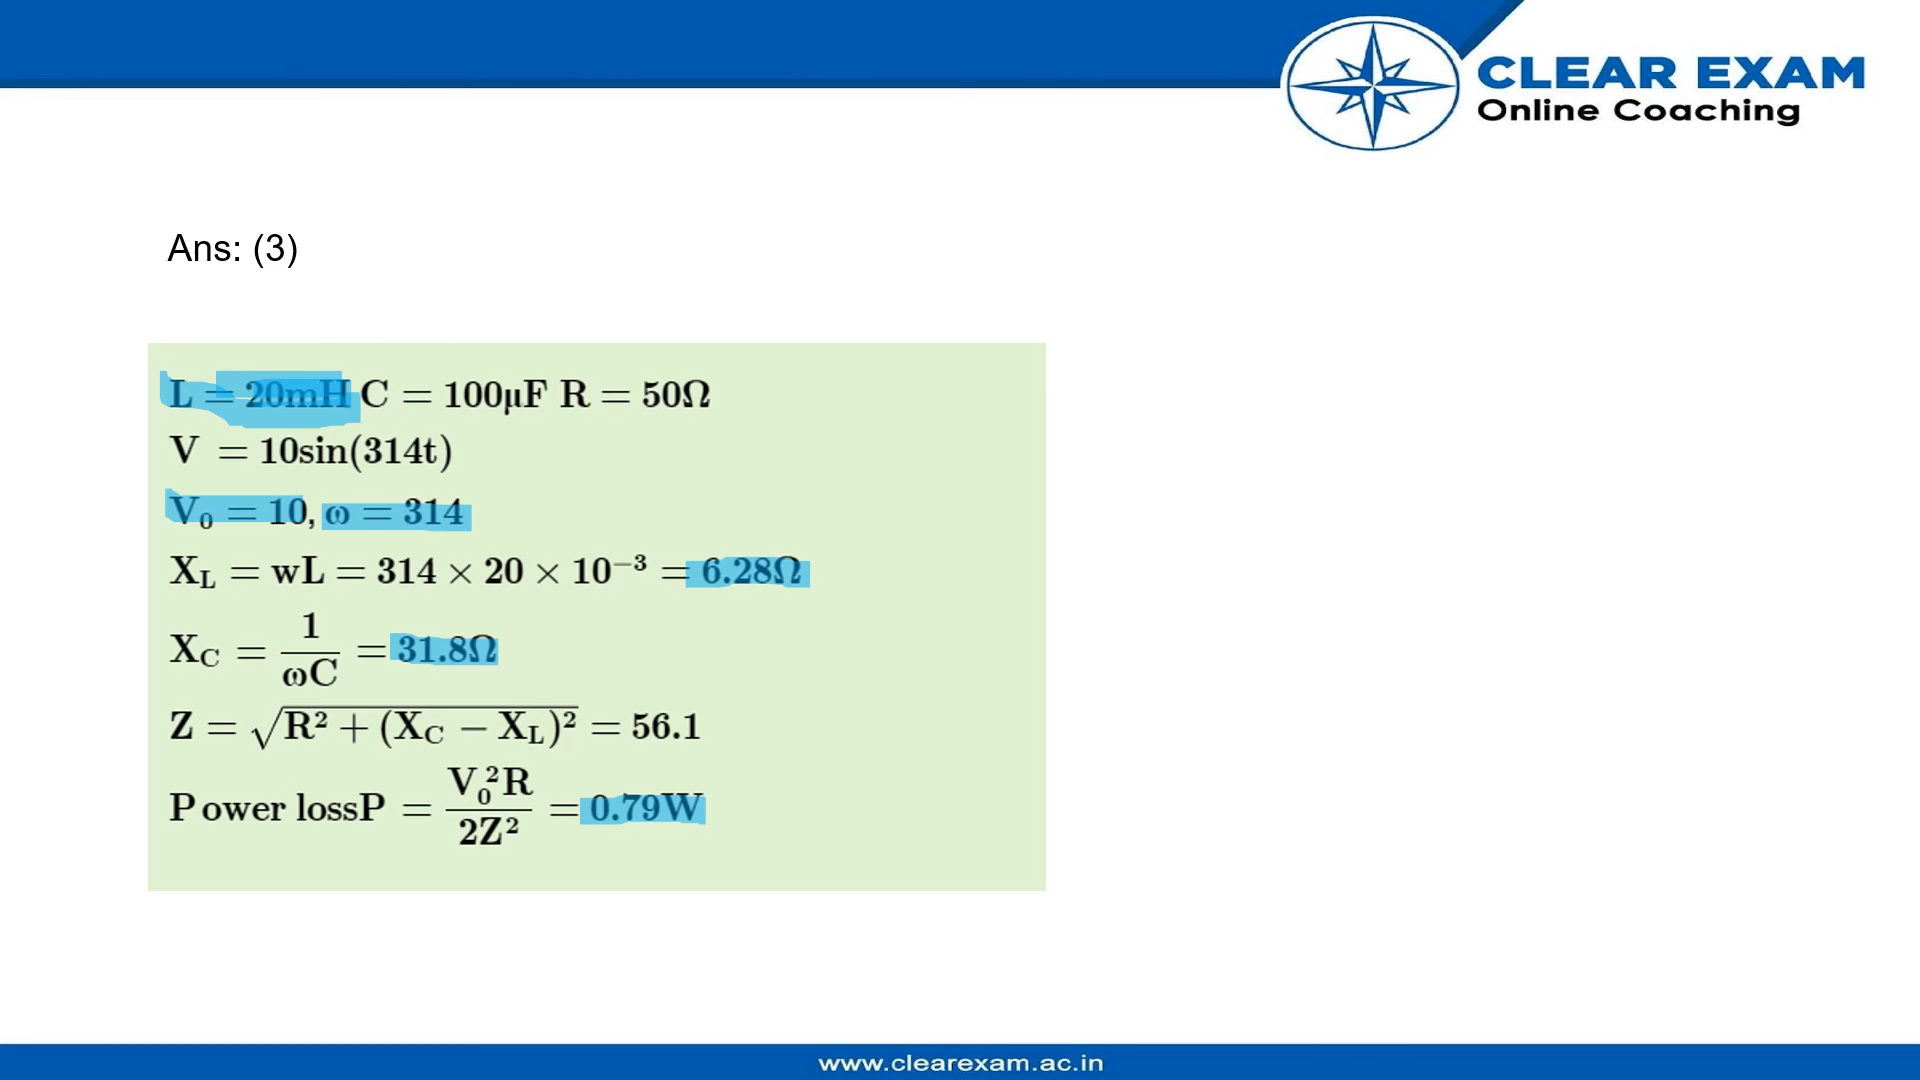 CLEAR EXAM
Online Coaching
Ans: (3)
L = 20mH C = 100μF R = 50Ω
V = 10sin(314t)
V₀ = 10, ω = 314
X_L = wL = 314 × 20 × 10⁻³ = 6.28Ω
X_C = 1/ωC = 31.8Ω
Z = √(R² + (X_C − X_L)²) = 56.1
Power lossP = V₀²R/2Z² = 0.79W
www.clearexam.ac.in